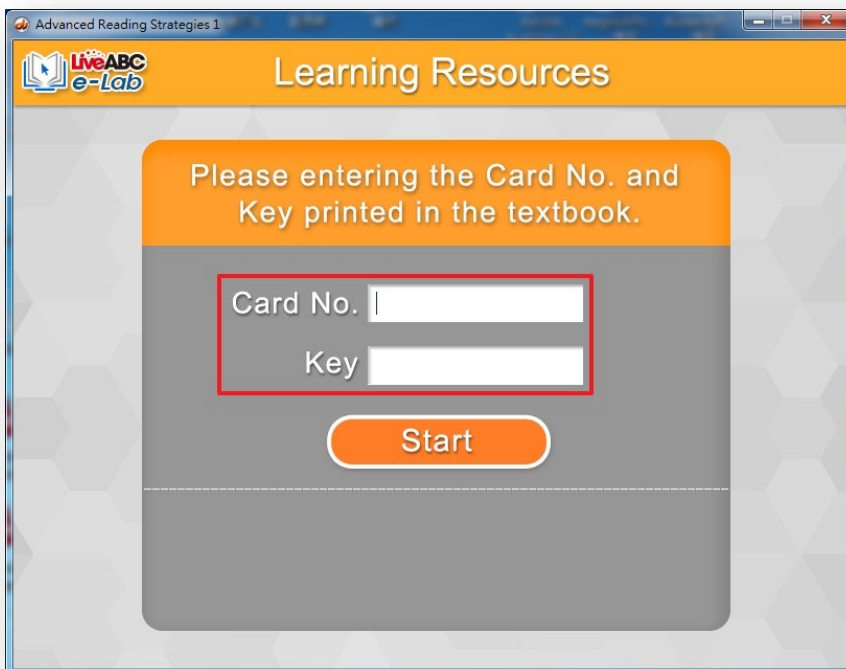 Advanced Reading Strategies 1
LiveABC
e-Lab
Learning Resources
Please entering the Card No. and
Key printed in the textbook.
Card No.
Key
Start